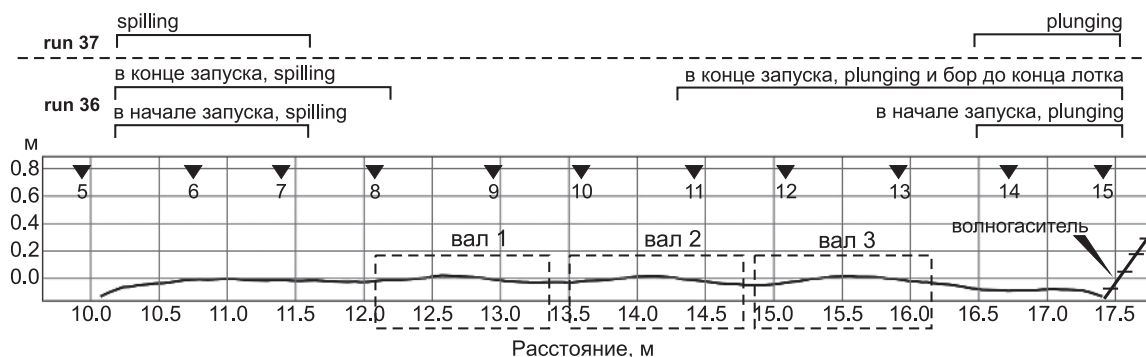 spilling plunging
run 37
в конце запуска, spilling в конце запуска, plunging и бор до конца лотка
run 36
в начале запуска, spilling в начале запуска, plunging
м
0.8
5 6 7 8 9 10 11 12 13 14 15
0.6
0.4
волногаситель
0.2
вал 1 вал 2 вал 3
0.0
10.0 10.5 11.0 11.5 12.0 12.5 13.0 13.5 14.0 14.5 15.0 15.5 16.0 16.5 17.0 17.5
Расстояние, м